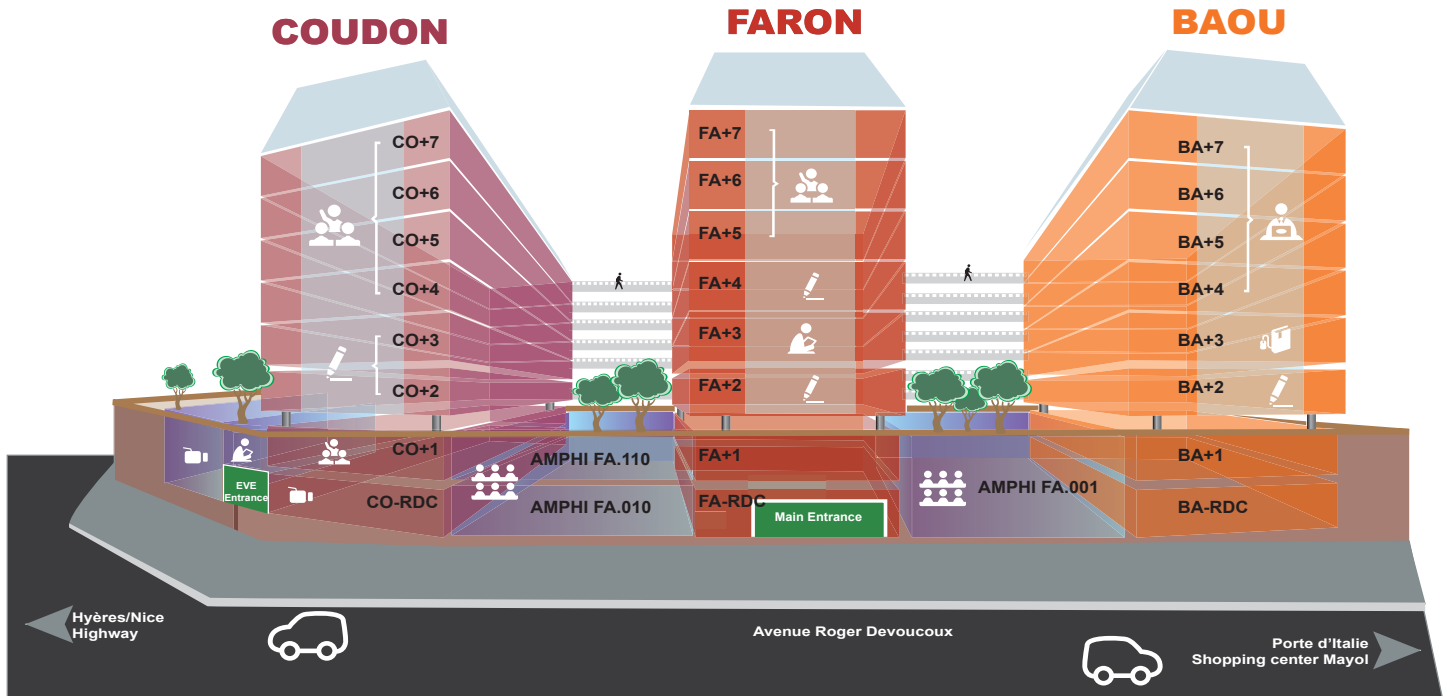 COUDON
FARON
BAOU
CO+7
CO+6
CO+5
CO+4
CO+3
CO+2
CO+1
CO-RDC
FA+7
FA+6
FA+5
FA+4
FA+3
FA+2
FA+1
FA-RDC
BA+7
BA+6
BA+5
BA+4
BA+3
BA+2
BA+1
BA-RDC
EVE
Entrance
AMPHI FA.110
AMPHI FA.010
Main Entrance
AMPHI FA.001
Hyères/Nice
Highway
Avenue Roger Devoucoux
Porte d’Italie
Shopping center Mayol